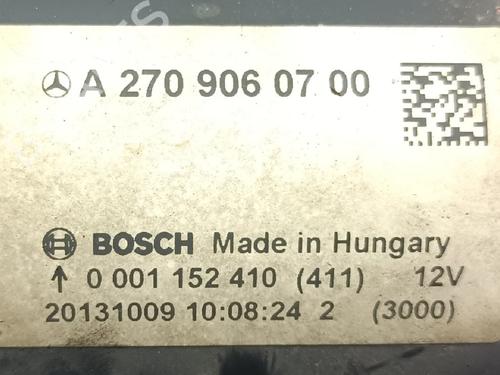 A 270 906 07 00
BOSCH Made in Hungary
↑ 0 001 152 410 (411) 12V
20131009 10:08:24 2 (3000)